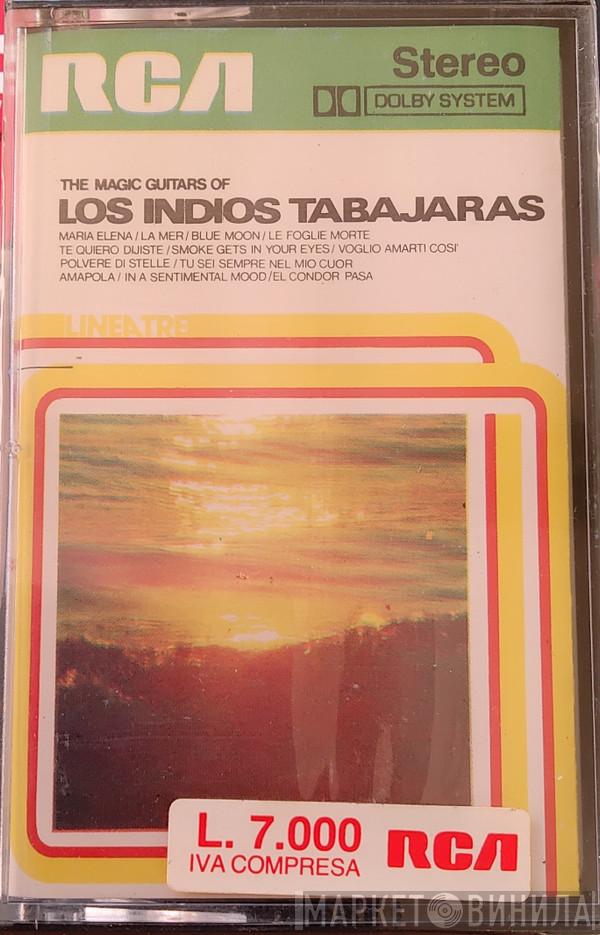 RCA
Stereo
DOLBY SYSTEM
THE MAGIC GUITARS OF
LOS INDIOS TABAJARAS
MARIA ELENA / LA MER / BLUE MOON / LE FOGLIE MORTE
TE QUIERO DIJISTE / SMOKE GETS IN YOUR EYES / VOGLIO AMARTI COSI'
POLVERE DI STELLE / TU SEI SEMPRE NEL MIO CUOR
AMAPOLA / IN A SENTIMENTAL MOOD / EL CONDOR PASA
LINEATRE
L. 7.000
IVA COMPRESA
RCA
МАРКЕТ ВИНИЛА